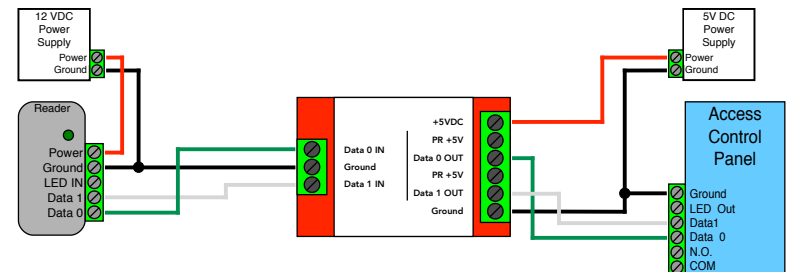 12 VDC
Power
Supply
Power
Ground
Reader
Power
Ground
LED IN
Data 1
Data 0
Data 0 IN
Ground
Data 1 IN
+5VDC
PR +5V
Data 0 OUT
PR +5V
Data 1 OUT
Ground
5V DC
Power
Supply
Power
Ground
Access
Control
Panel
Ground
LED Out
Data1
Data 0
N.O.
COM